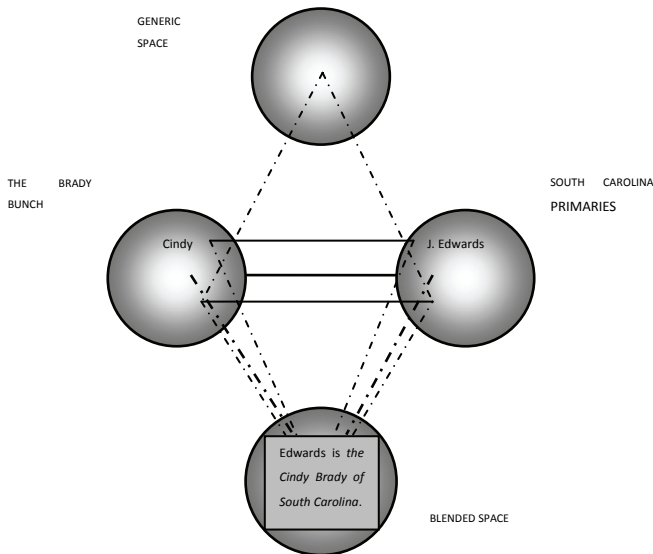 GENERIC
SPACE
THE BRADY
BUNCH
SOUTH CAROLINA
PRIMARIES
Cindy
J. Edwards
Edwards is the
Cindy Brady of
South Carolina.
BLENDED SPACE